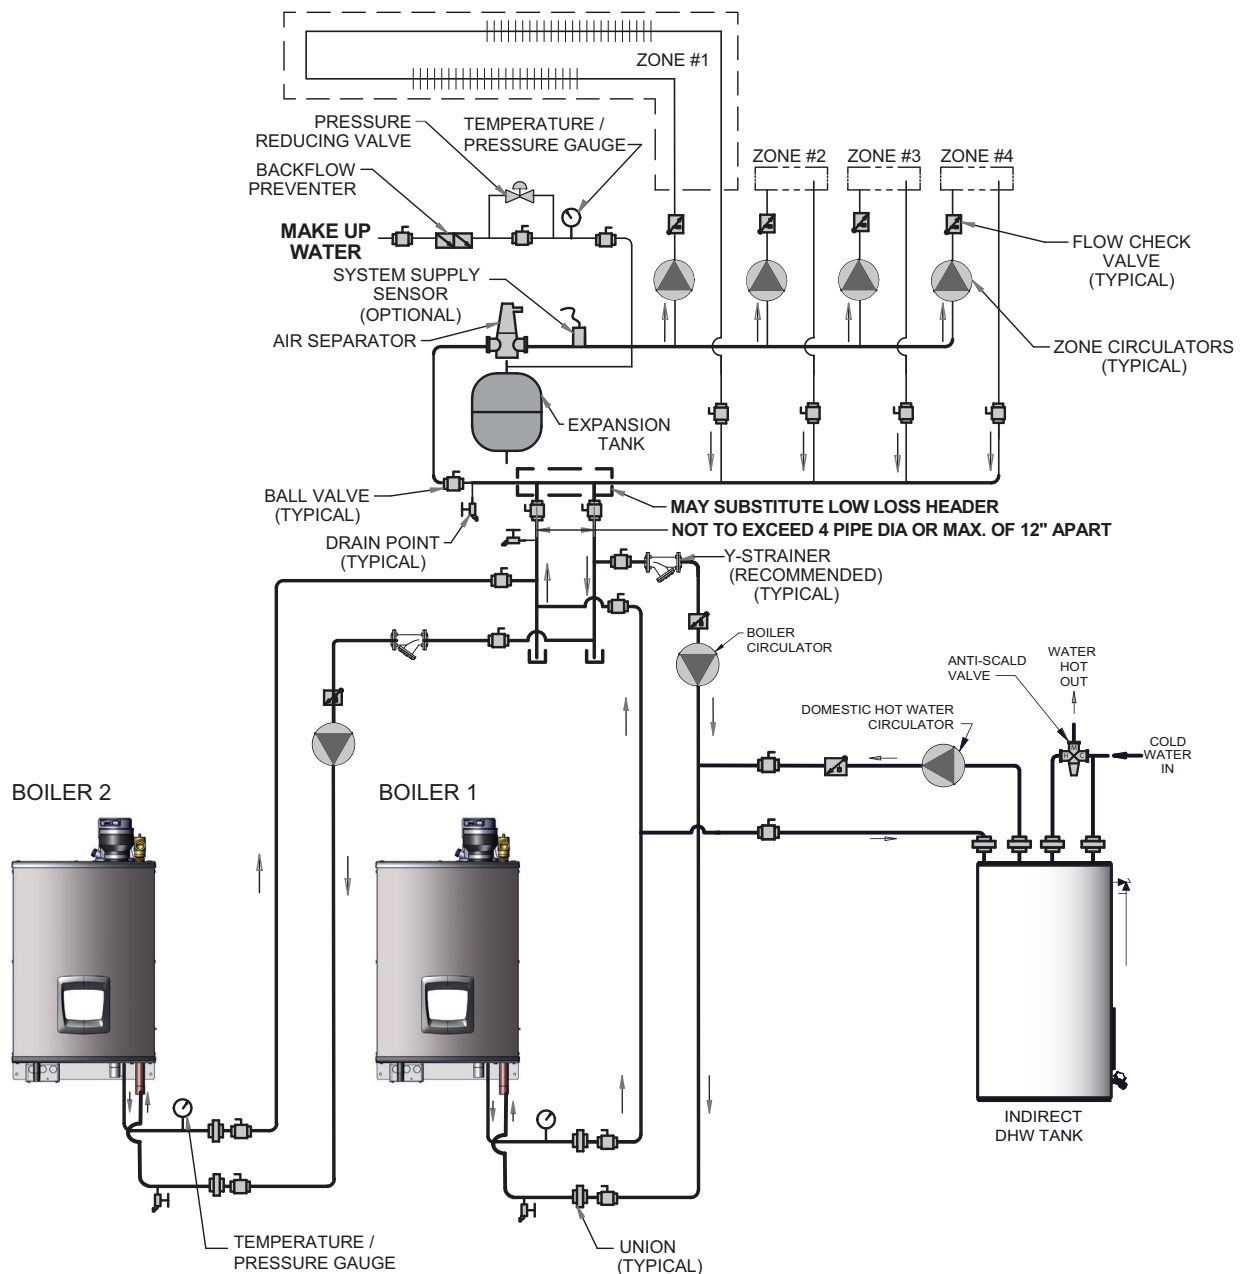 ZONE #1
PRESSURE
REDUCING VALVE
TEMPERATURE /
PRESSURE GAUGE
BACKFLOW
PREVENTER
ZONE #2
ZONE #3
ZONE #4
MAKE UP
WATER
FLOW CHECK
VALVE
(TYPICAL)
SYSTEM SUPPLY
SENSOR
(OPTIONAL)
AIR SEPARATOR
ZONE CIRCULATORS
(TYPICAL)
EXPANSION
TANK
BALL VALVE
(TYPICAL)
MAY SUBSTITUTE LOW LOSS HEADER
NOT TO EXCEED 4 PIPE DIA OR MAX. OF 12" APART
DRAIN POINT
(TYPICAL)
Y-STRAINER
(RECOMMENDED)
(TYPICAL)
BOILER
CIRCULATOR
WATER
HOT
OUT
ANTI-SCALD
VALVE
DOMESTIC HOT WATER
CIRCULATOR
COLD
WATER
IN
H
M
C
BOILER 2
BOILER 1
INDIRECT
DHW TANK
TEMPERATURE /
PRESSURE GAUGE
UNION
(TYPICAL)